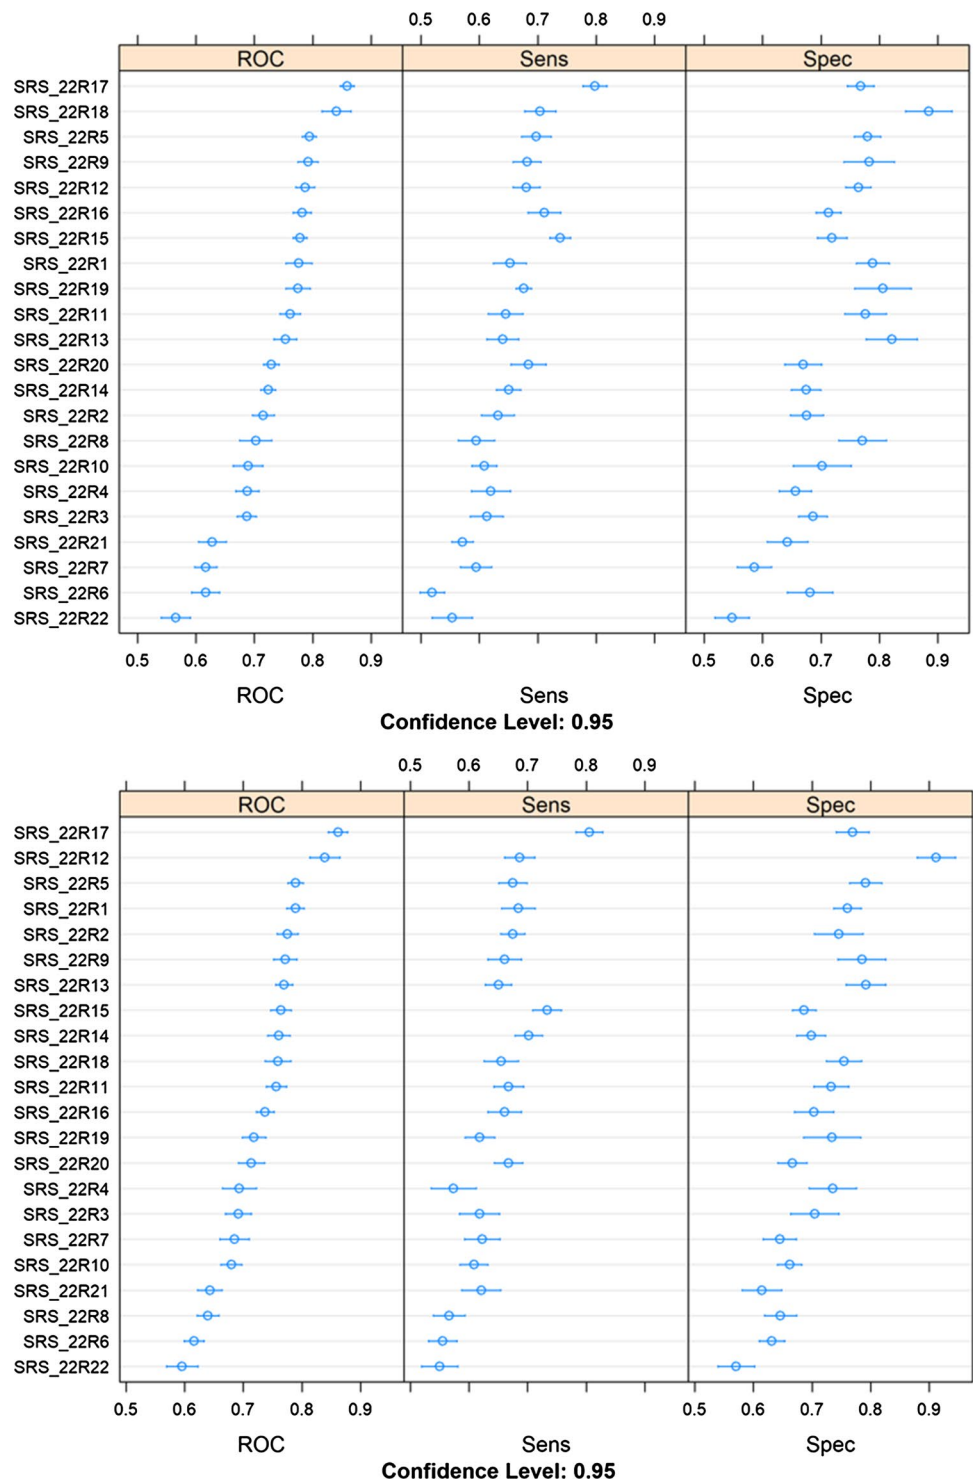 0.5 0.6 0.7 0.8 0.9
ROC Sens Spec
SRS_22R17
SRS_22R18
SRS_22R5
SRS_22R9
SRS_22R12
SRS_22R16
SRS_22R15
SRS_22R1
SRS_22R19
SRS_22R11
SRS_22R13
SRS_22R20
SRS_22R14
SRS_22R2
SRS_22R8
SRS_22R10
SRS_22R4
SRS_22R3
SRS_22R21
SRS_22R7
SRS_22R6
SRS_22R22
0.5 0.6 0.7 0.8 0.9 0.5 0.6 0.7 0.8 0.9
ROC Sens Spec
Confidence Level: 0.95
0.5 0.6 0.7 0.8 0.9
ROC Sens Spec
SRS_22R17
SRS_22R12
SRS_22R5
SRS_22R1
SRS_22R2
SRS_22R9
SRS_22R13
SRS_22R15
SRS_22R14
SRS_22R18
SRS_22R11
SRS_22R16
SRS_22R19
SRS_22R20
SRS_22R4
SRS_22R3
SRS_22R7
SRS_22R10
SRS_22R21
SRS_22R8
SRS_22R6
SRS_22R22
0.5 0.6 0.7 0.8 0.9 0.5 0.6 0.7 0.8 0.9
ROC Sens Spec
Confidence Level: 0.95